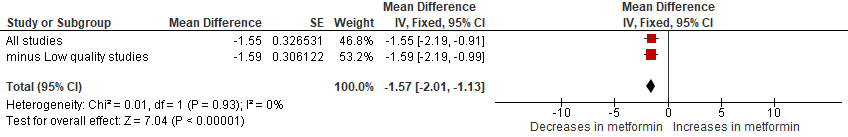 Mean Difference Mean Difference
Study or Subgroup Mean Difference SE Weight IV, Fixed, 95% CI IV, Fixed, 95% CI
All studies -1.55 0.326531 46.8% -1.55 [-2.19, -0.91]
minus Low quality studies -1.59 0.306122 53.2% -1.59 [-2.19, -0.99]
Total (95% CI) 100.0% -1.57 [-2.01, -1.13]
Heterogeneity: Chi² = 0.01, df = 1 (P = 0.93); I² = 0%
Test for overall effect: Z = 7.04 (P < 0.00001)
-10 -5 0 5 10
Decreases in metformin Increases in metformin